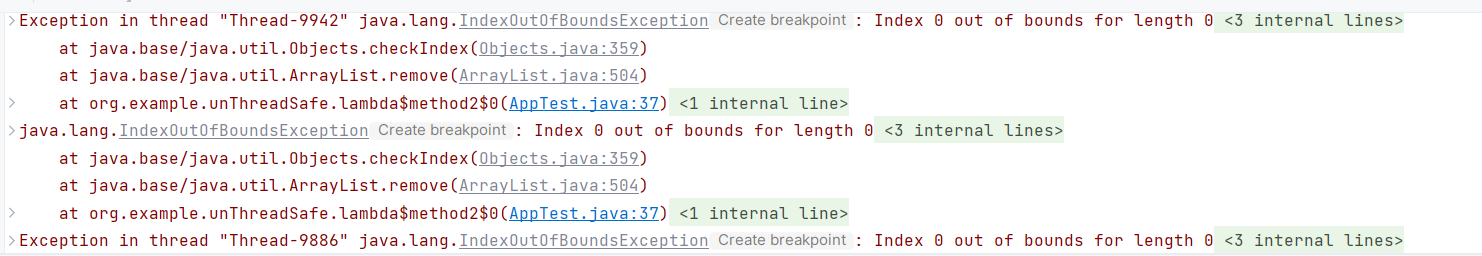 Exception in thread "Thread-9942" java.lang.IndexOutOfBoundsException Create breakpoint : Index 0 out of bounds for length 0 <3 internal lines>
at java.base/java.util.Objects.checkIndex(Objects.java:359)
at java.base/java.util.ArrayList.remove(ArrayList.java:504)
at org.example.unThreadSafe.lambda$method2$0(AppTest.java:37) <1 internal line>
java.lang.IndexOutOfBoundsException Create breakpoint : Index 0 out of bounds for length 0 <3 internal lines>
at java.base/java.util.Objects.checkIndex(Objects.java:359)
at java.base/java.util.ArrayList.remove(ArrayList.java:504)
at org.example.unThreadSafe.lambda$method2$0(AppTest.java:37) <1 internal line>
Exception in thread "Thread-9886" java.lang.IndexOutOfBoundsException Create breakpoint : Index 0 out of bounds for length 0 <3 internal lines>